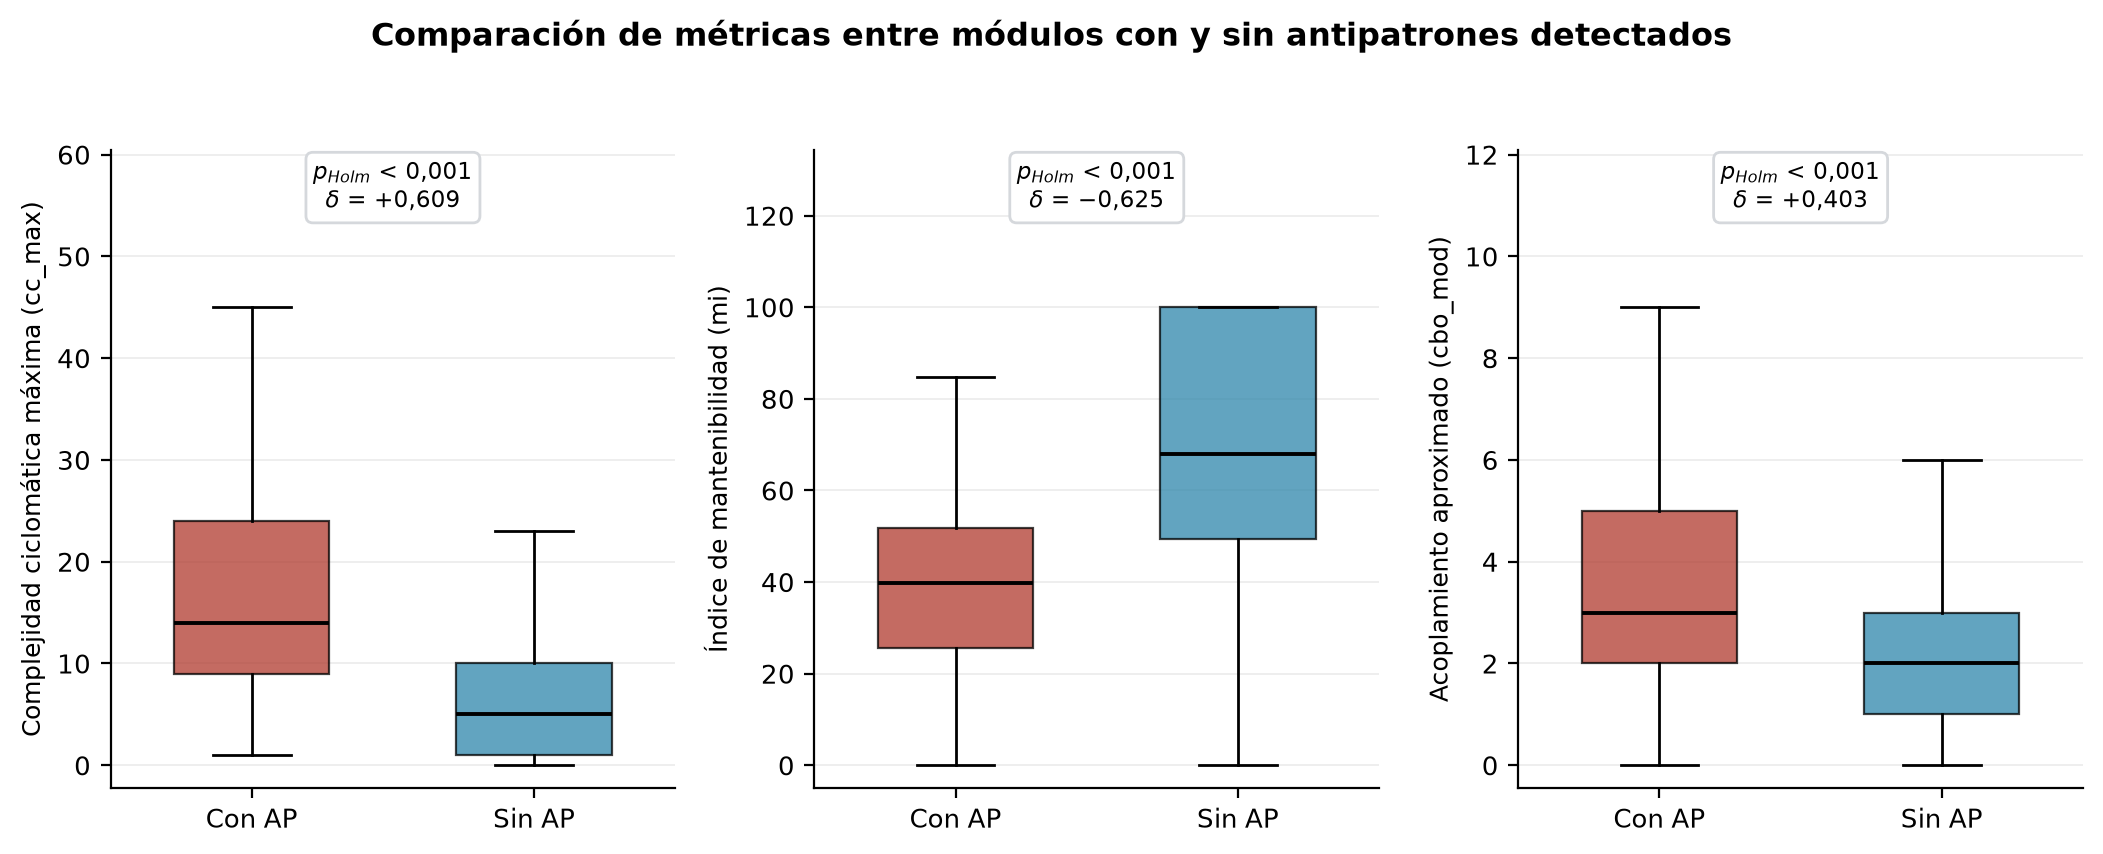 Comparación de métricas entre módulos con y sin antipatrones detectados
Complejidad ciclomática máxima (cc_max)
60
50
40
30
20
10
0
p_Holm < 0,001
δ = +0,609
Con AP
Sin AP
Índice de mantenibilidad (mi)
120
100
80
60
40
20
0
p_Holm < 0,001
δ = −0,625
Con AP
Sin AP
Acoplamiento aproximado (cbo_mod)
12
10
8
6
4
2
0
p_Holm < 0,001
δ = +0,403
Con AP
Sin AP